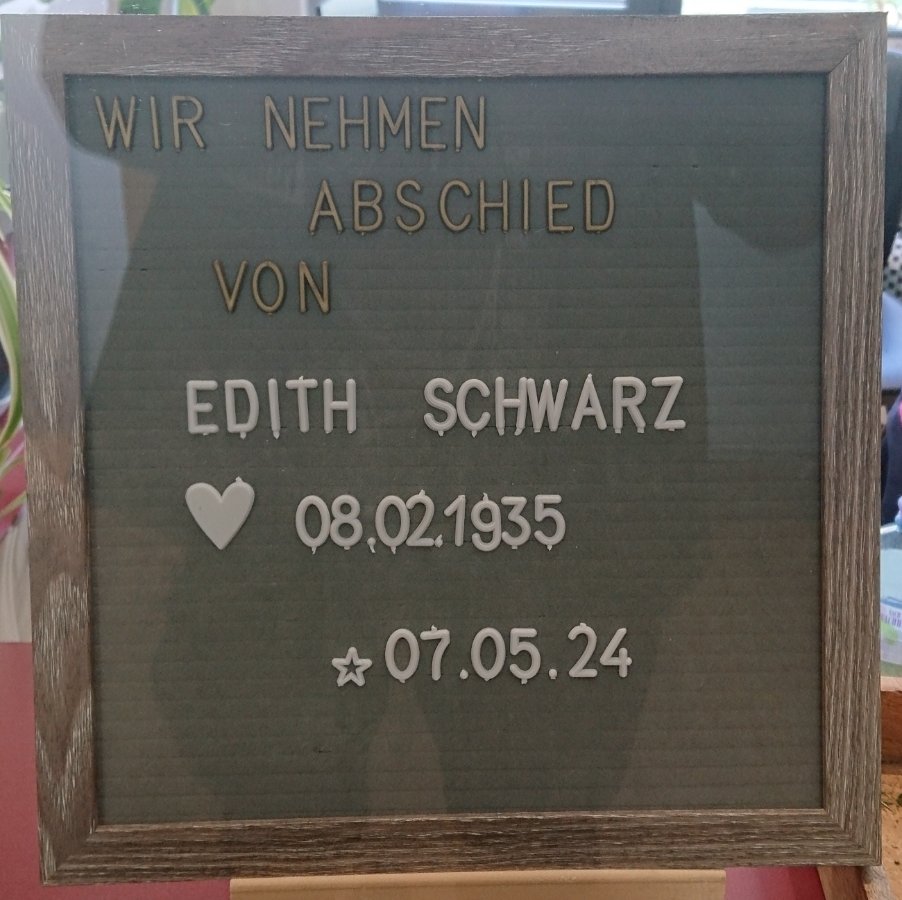 WIR NEHMEN
ABSCHIED
VON
EDITH SCHWARZ
08.02.1935
07.05.24